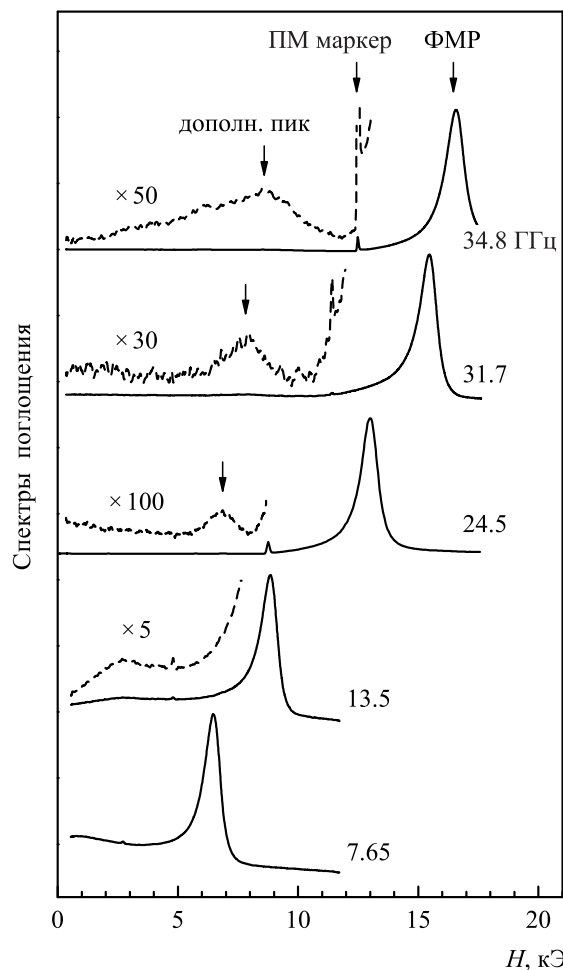 ПМ маркер
ФМР
дополн. пик
× 50
34.8 ГГц
× 30
31.7
× 100
24.5
× 5
13.5
7.65
Спектры поглощения
0 5 10 15 20
H, кЭ